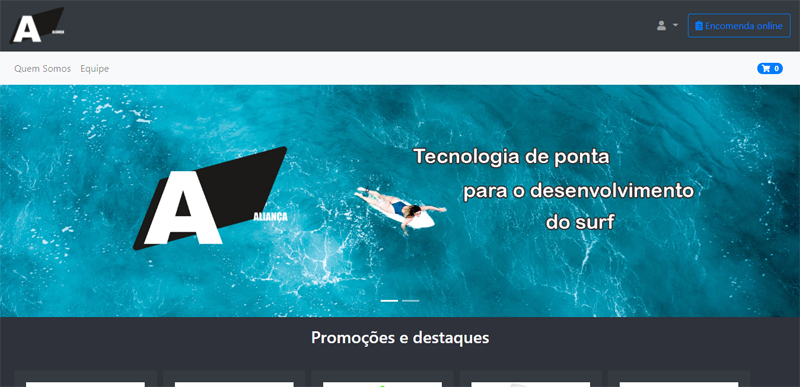 A
ALIANÇA
Encomenda online
Quem Somos
Equipe
0
Tecnologia de ponta
para o desenvolvimento
do surf
A
ALIANÇA
Promoções e destaques